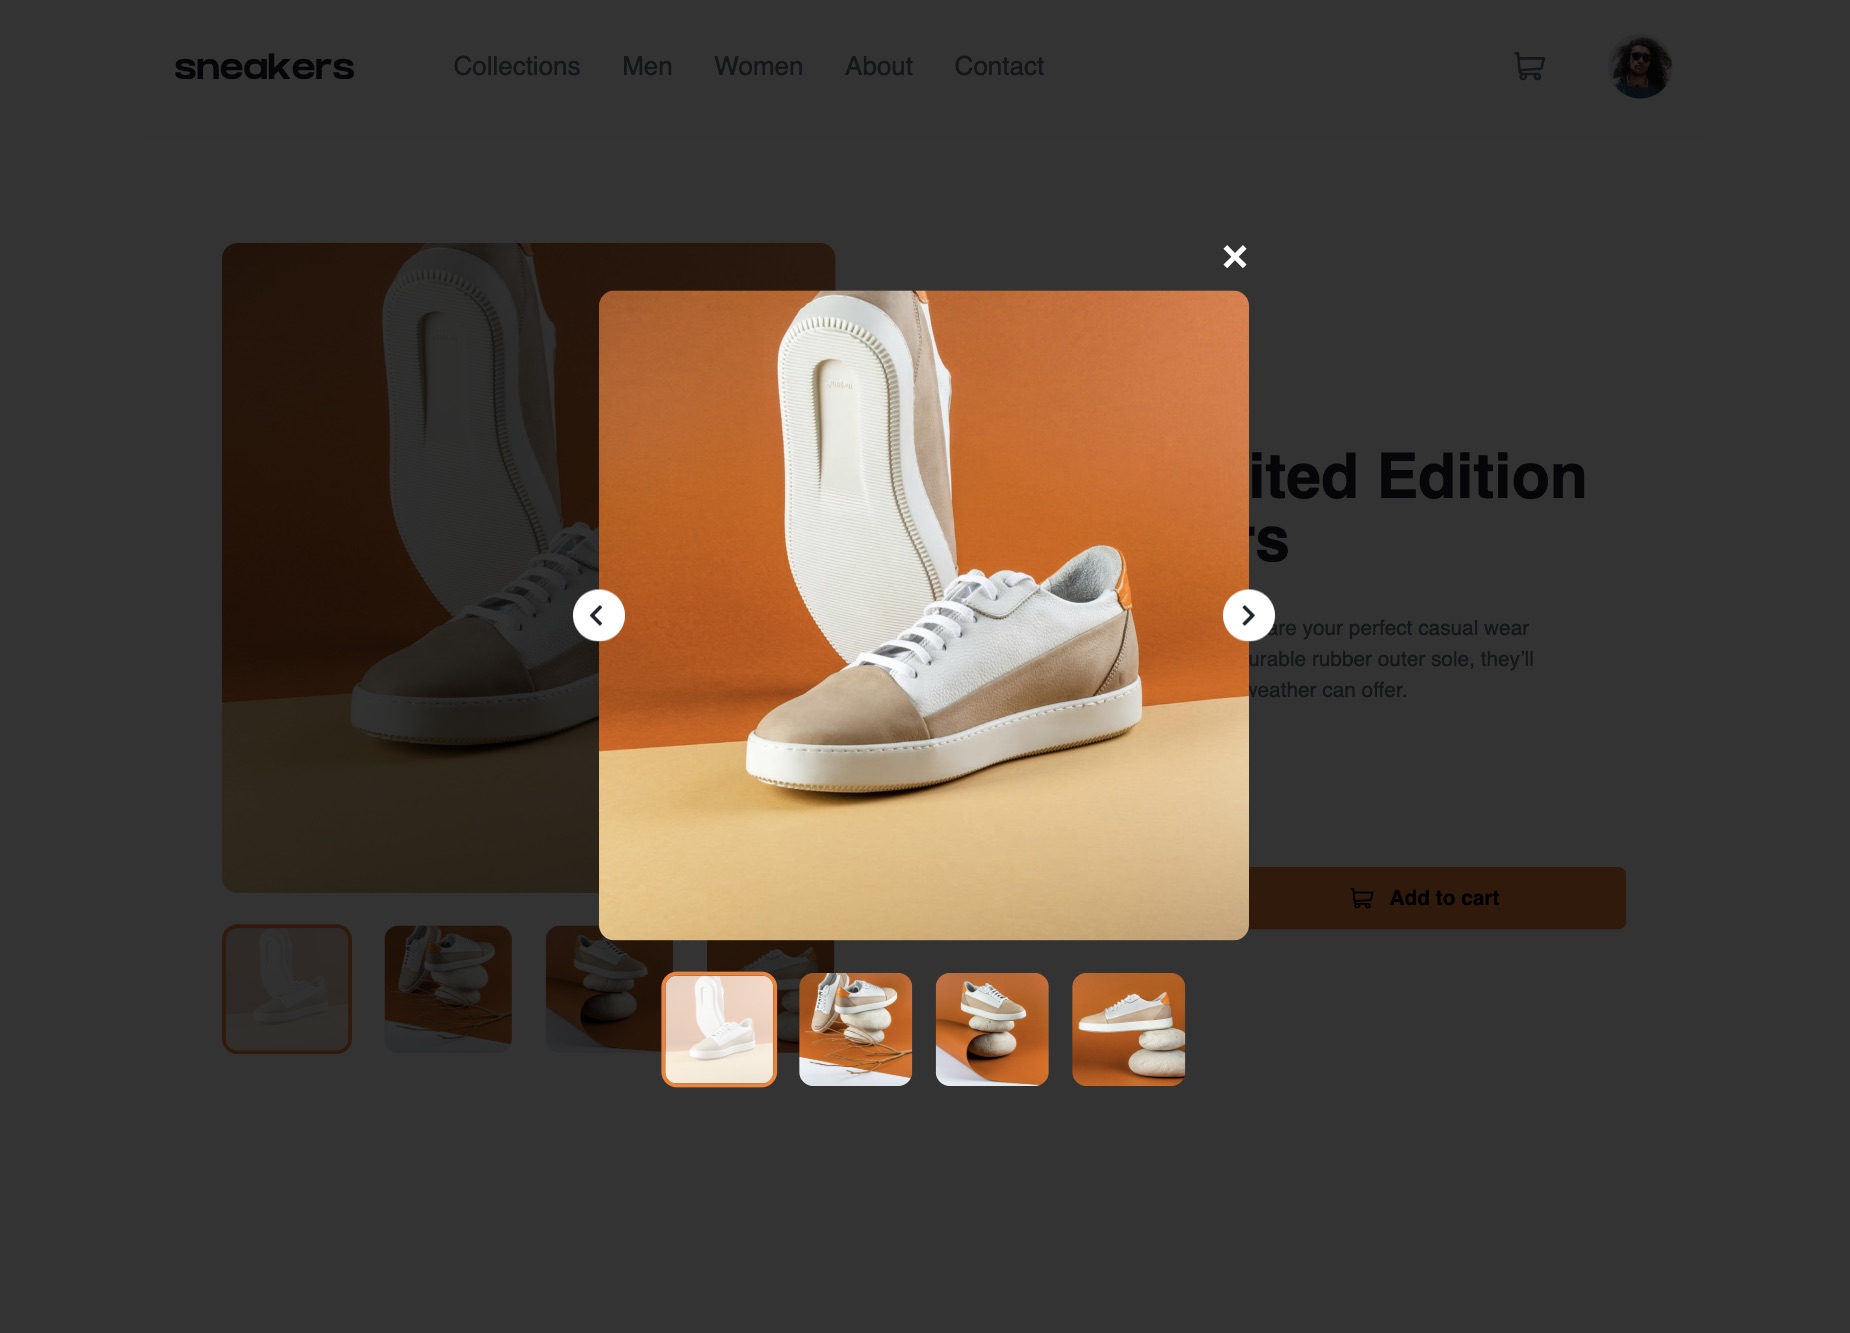 sneakers
Collections
Men
Women
About
Contact
ited Edition
rs
are your perfect casual wear
urable rubber outer sole, they'll
weather can offer.
Add to cart